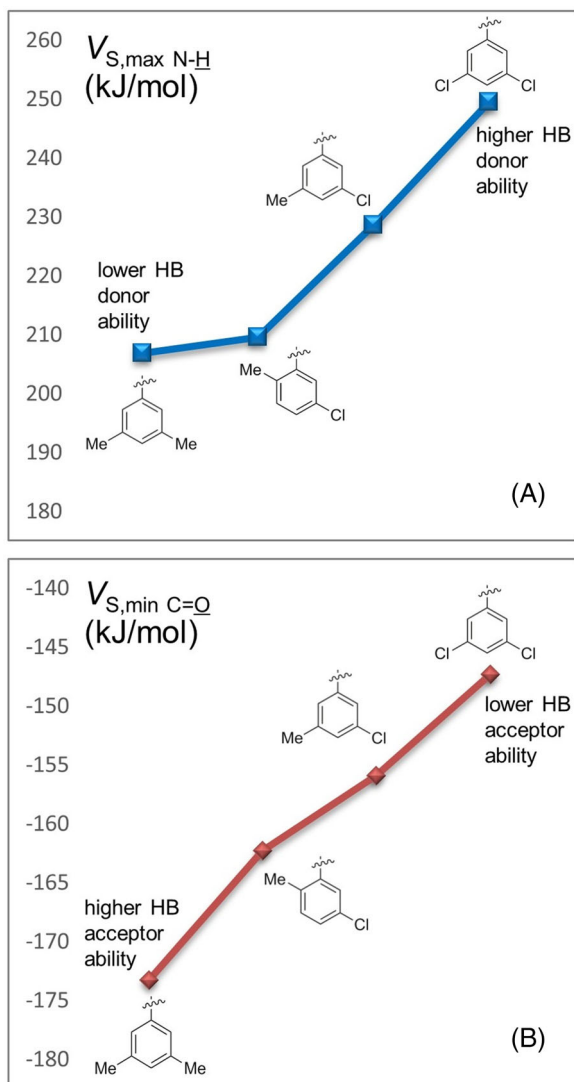 260
V S,max N-H
(kJ/mol)
250
240
230
220
210
200
190
180
Cl
Cl
higher HB
donor
ability
Me
Cl
lower HB
donor
ability
Me
Cl
Me
Me
(A)
-140
V S,min C=O
(kJ/mol)
-145
-150
-155
-160
-165
-170
-175
-180
Cl
Cl
lower HB
acceptor
ability
Me
Cl
Me
Cl
higher HB
acceptor
ability
Me
Me
(B)